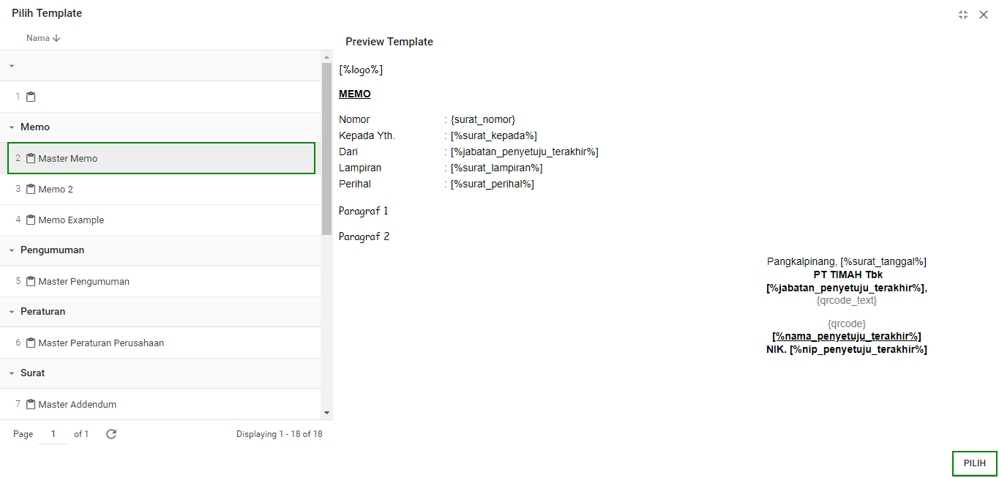 Pilih Template
Nama
1
Memo
2 Master Memo
3 Memo 2
4 Memo Example
Pengumuman
5 Master Pengumuman
Peraturan
6 Master Peraturan Perusahaan
Surat
7 Master Addendum
Page 1 of 1 Displaying 1 - 18 of 18
Preview Template
[%logo%]
MEMO
Nomor : {surat_nomor}
Kepada Yth. : [%surat_kepada%]
Dari : [%jabatan_penyetuju_terakhir%]
Lampiran : [%surat_lampiran%]
Perihal : [%surat_perihal%]
Paragraf 1
Paragraf 2
Pangkalpinang, [%surat_tanggal%]
PT TIMAH Tbk
[%jabatan_penyetuju_terakhir%],
{qrcode_text}
{qrcode}
[%nama_penyetuju_terakhir%]
NIK. [%nip_penyetuju_terakhir%]
PILIH